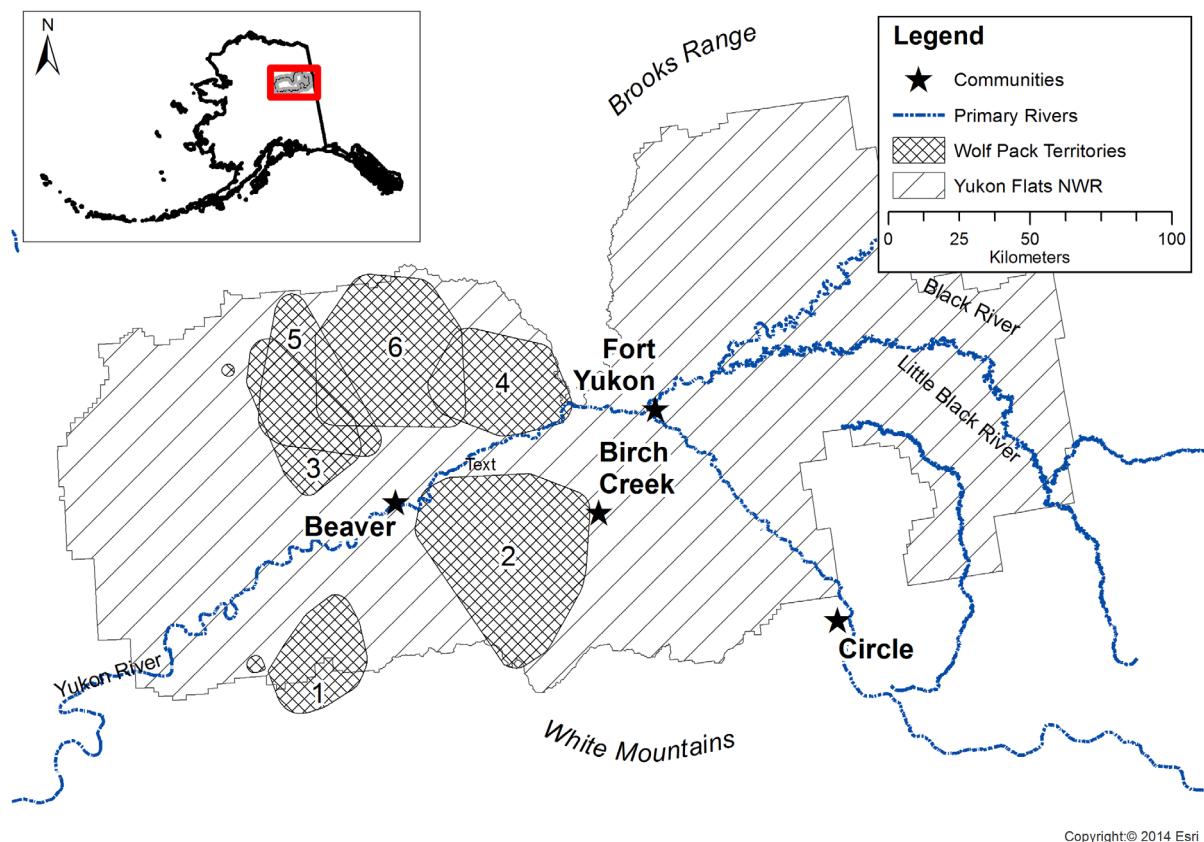 N
Brooks Range
Legend
Communities
Primary Rivers
Wolf Pack Territories
Yukon Flats NWR
0 25 50 100
Kilometers
Black River
Little Black River
5
6
4
3
Fort
Yukon
Text
Birch
Creek
Beaver
2
1
Yukon River
Circle
White Mountains
Copyright:© 2014 Esri